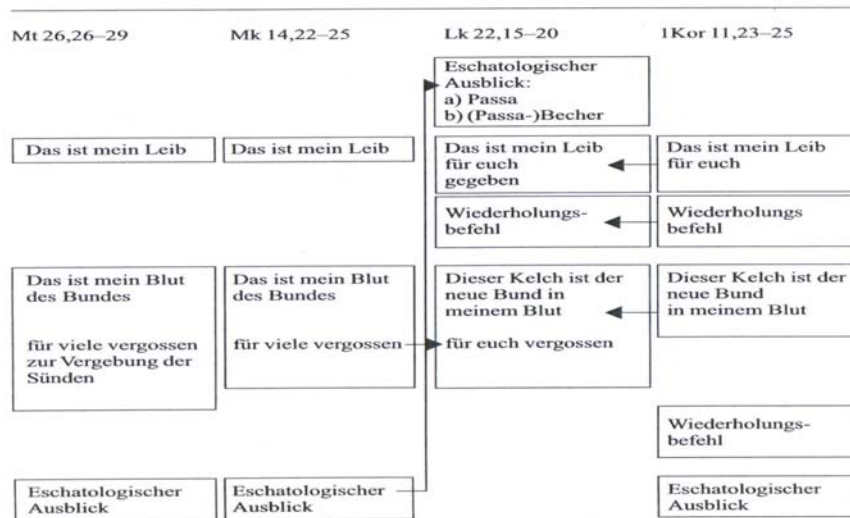 Mt 26,26–29 Mk 14,22–25 Lk 22,15–20 1Kor 11,23–25
Eschatologischer
Ausblick:
a) Passa
b) (Passa-)Becher
Das ist mein Leib
Das ist mein Leib
Das ist mein Leib
für euch
gegeben
Das ist mein Leib
für euch
Wiederholungs-
befehl
Wiederholungs
befehl
Das ist mein Blut
des Bundes
für viele vergossen
zur Vergebung der
Sünden
Das ist mein Blut
des Bundes
für viele vergossen
Dieser Kelch ist der
neue Bund in
meinem Blut
für euch vergossen
Dieser Kelch ist der
neue Bund
in meinem Blut
Wiederholungs-
befehl
Eschatologischer
Ausblick
Eschatologischer
Ausblick
Eschatologischer
Ausblick